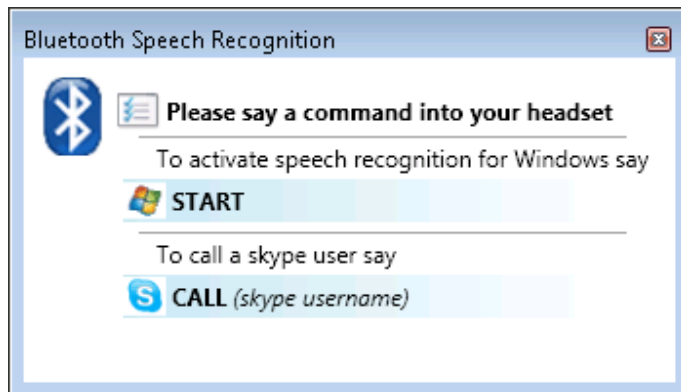 Bluetooth Speech Recognition
Please say a command into your headset
To activate speech recognition for Windows say
START
To call a skype user say
CALL (skype username)